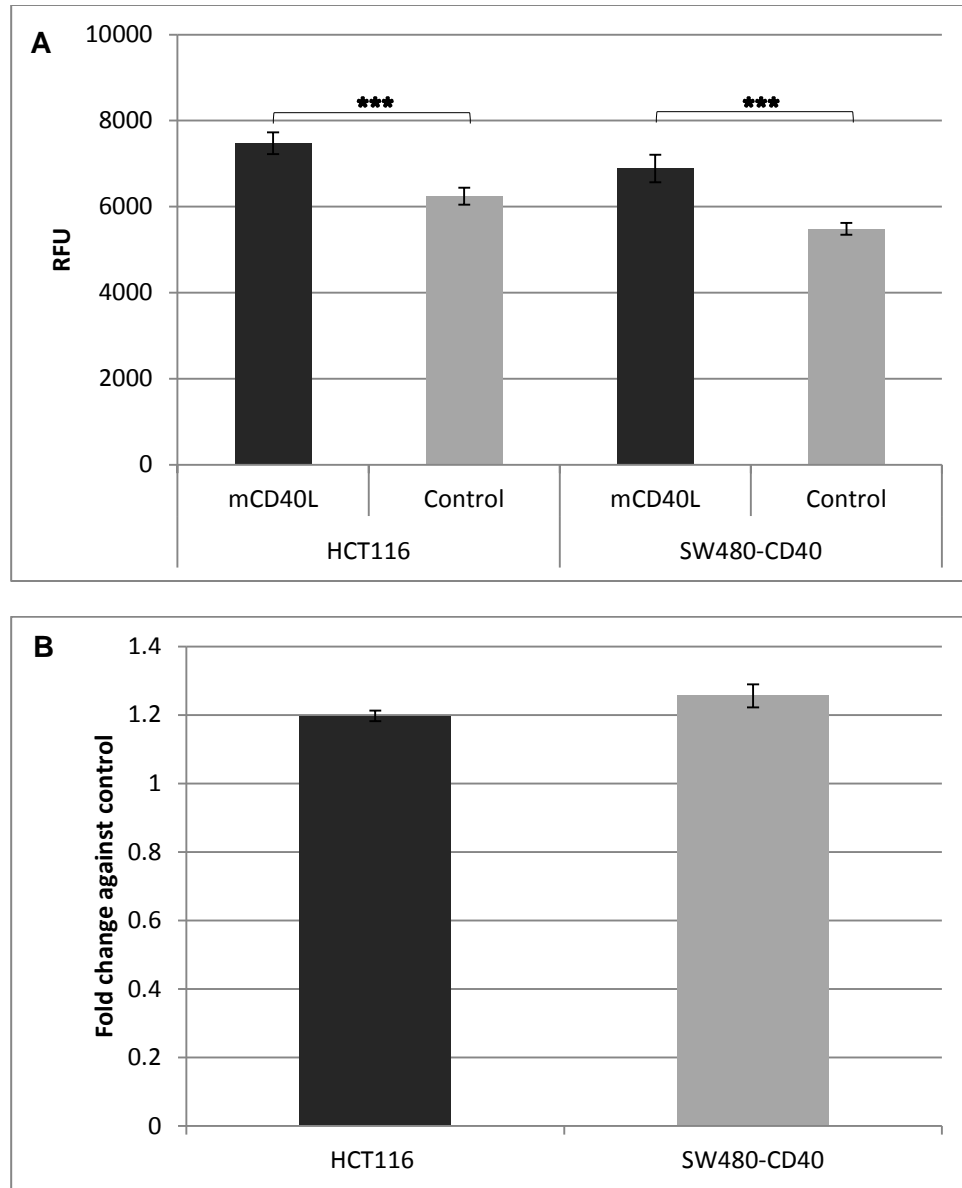 A
10000
8000
6000
4000
2000
0
RFU
***
***
mCD40L
Control
mCD40L
Control
HCT116
SW480-CD40
B
1.4
1.2
1
0.8
0.6
0.4
0.2
0
Fold change against control
HCT116
SW480-CD40